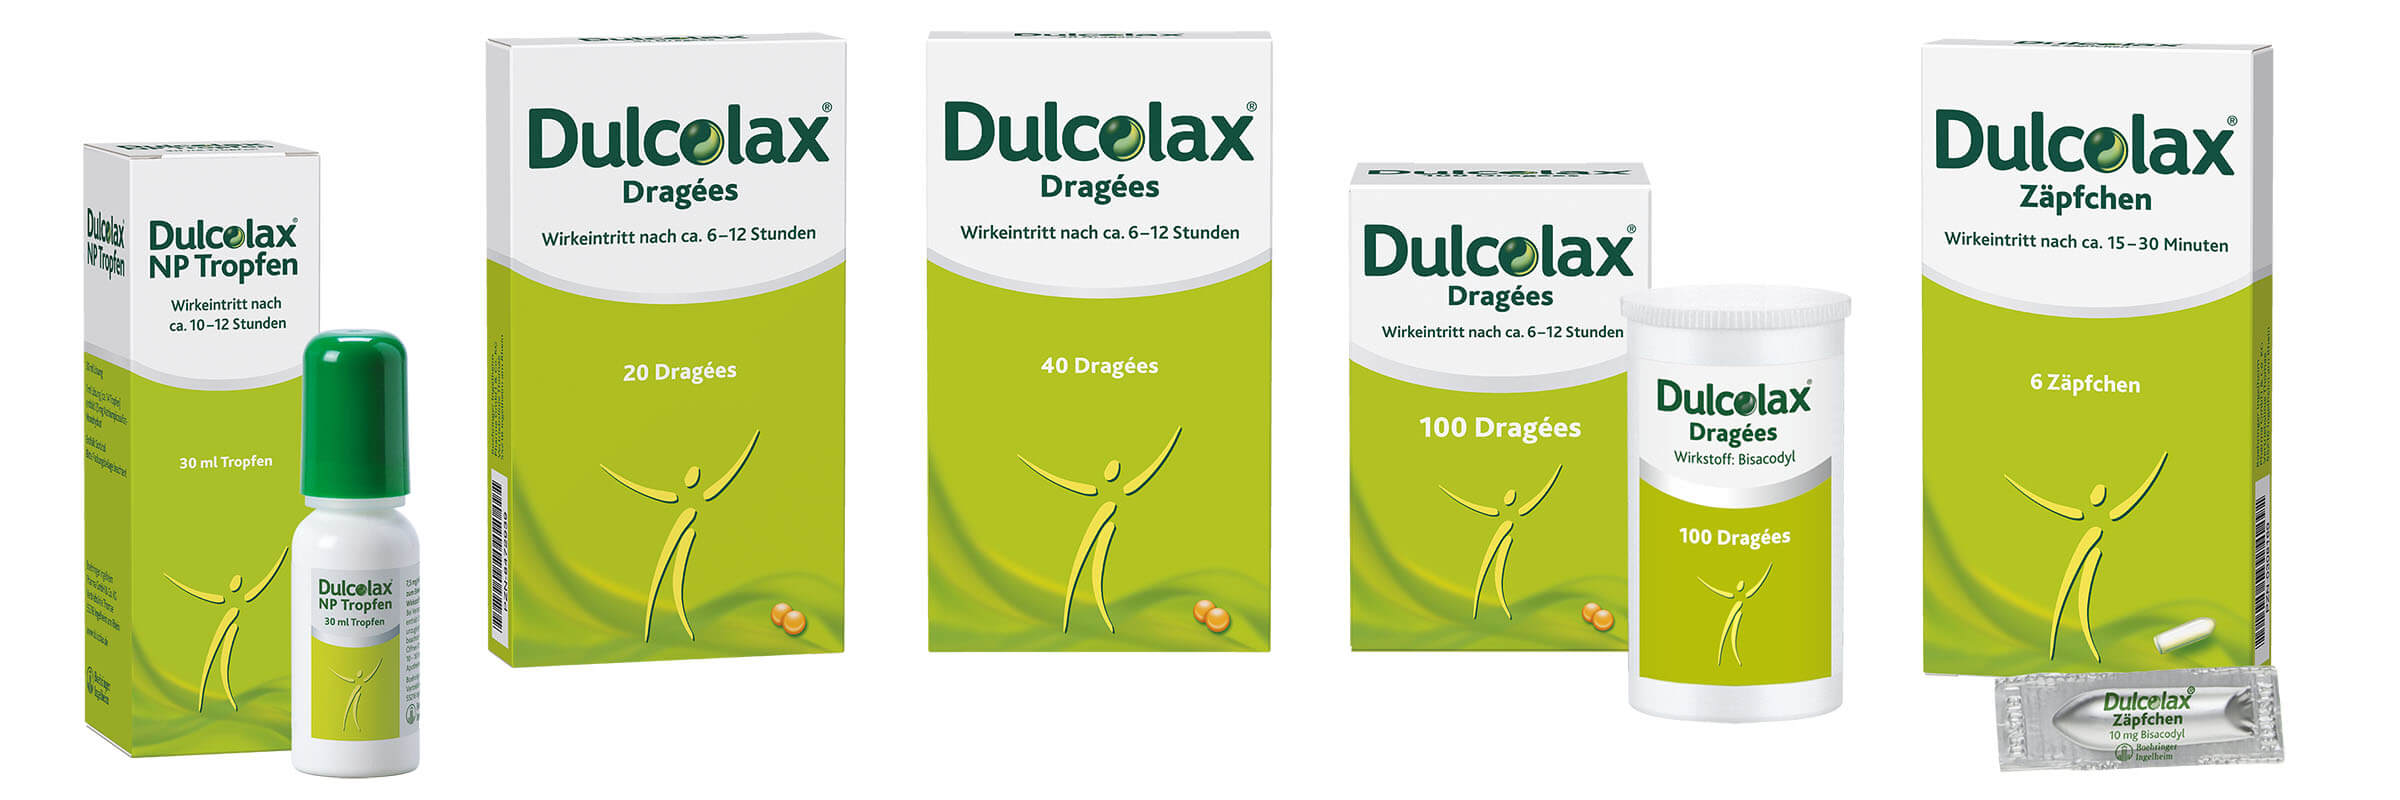 Dulcolax®
NP Tropfen
Dulcolax®
NP Tropfen
Wirkeintritt nach
ca. 10–12 Stunden
30 ml Tropfen
Dulcolax®
NP Tropfen
30 ml Tropfen
Dulcolax®
Dragées
Wirkeintritt nach ca. 6–12 Stunden
20 Dragées
Dulcolax®
Dragées
Wirkeintritt nach ca. 6–12 Stunden
40 Dragées
100 Dragées
Dulcolax®
Dragées
Wirkeintritt nach ca. 6–12 Stunden
100 Dragées
Dulcolax®
Dragées
Wirkstoff: Bisacodyl
100 Dragées
Dulcolax®
Zäpfchen
Wirkeintritt nach ca. 15–30 Minuten
6 Zäpfchen
Dulcolax®
Zäpfchen
10 mg Bisacodyl
Boehringer
Ingelheim